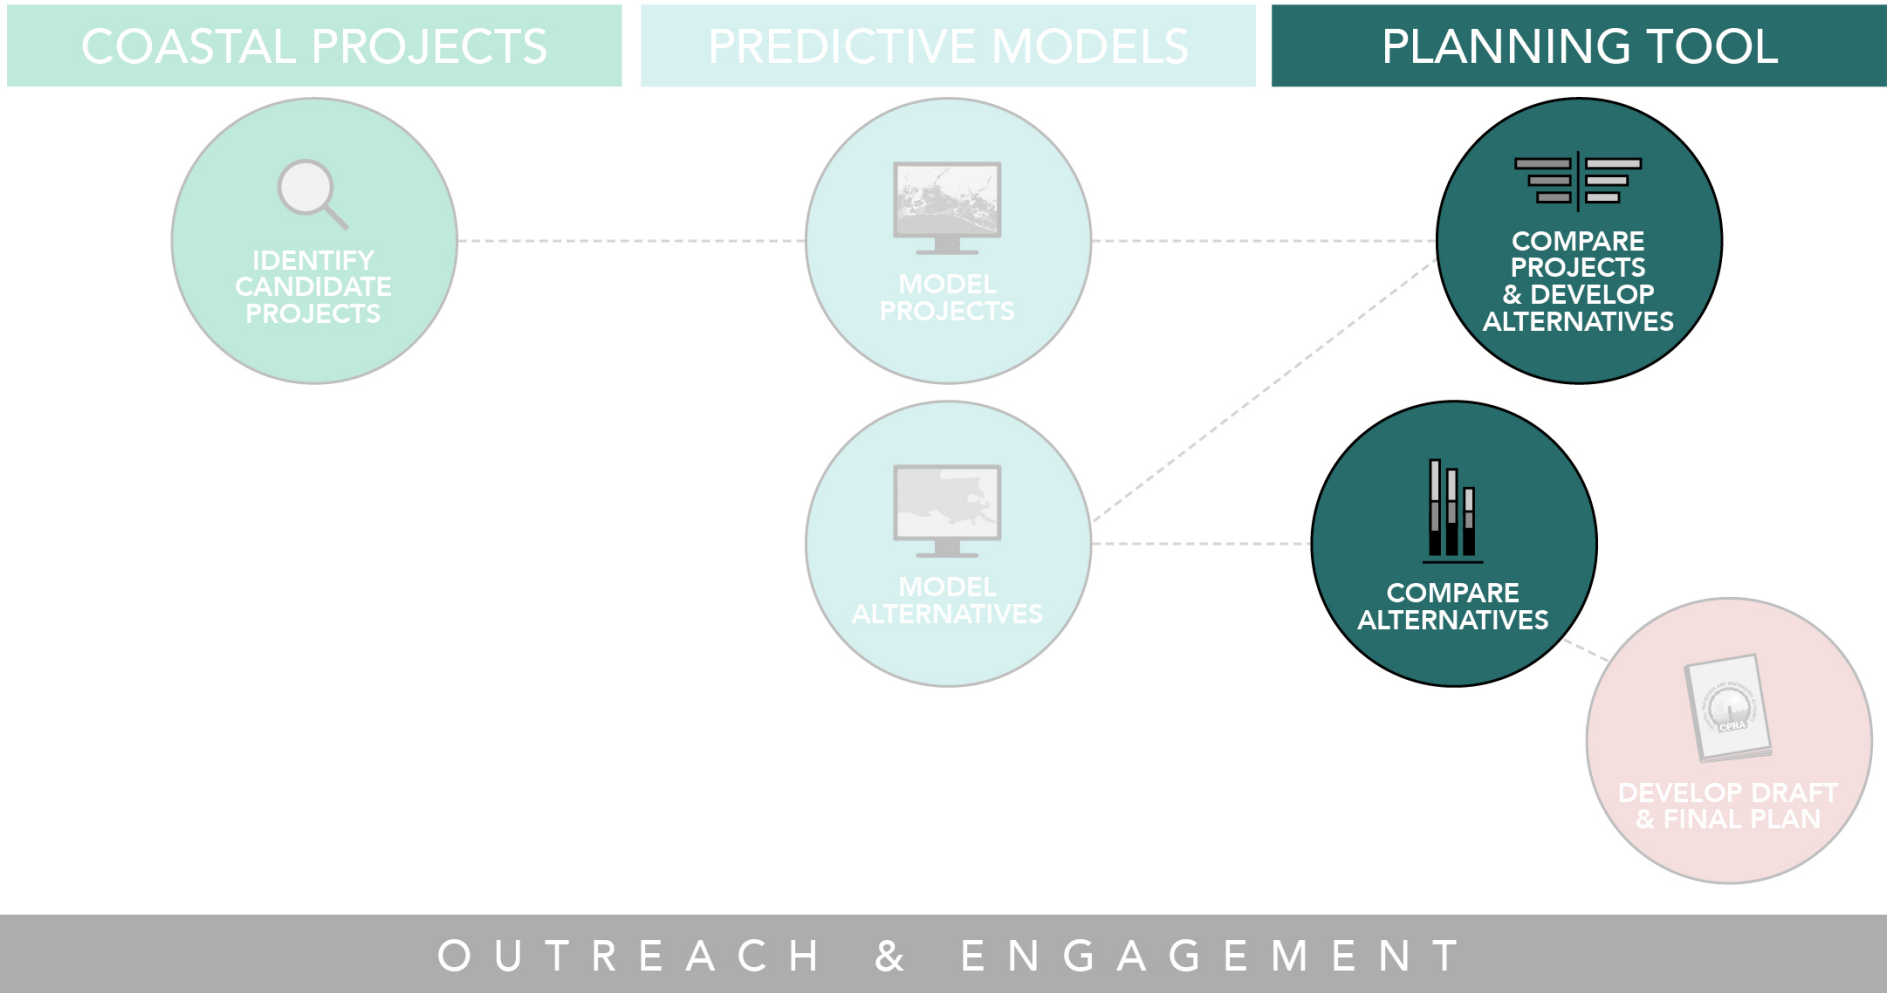 COASTAL PROJECTS
PREDICTIVE MODELS
PLANNING TOOL
IDENTIFY
CANDIDATE
PROJECTS
MODEL
PROJECTS
COMPARE
PROJECTS
& DEVELOP
ALTERNATIVES
MODEL
ALTERNATIVES
COMPARE
ALTERNATIVES
CPRA
DEVELOP DRAFT
& FINAL PLAN
OUTREACH & ENGAGEMENT